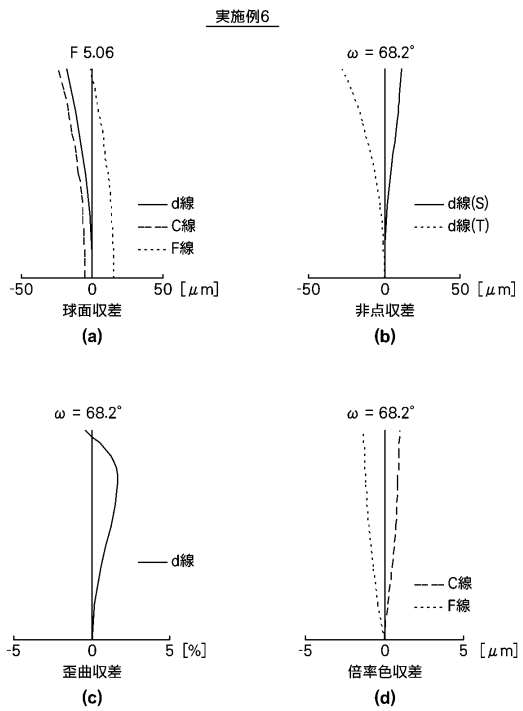 実施例6
F 5.06
d線
C線
F線
-50 0 50 [μm]
球面収差
(a)
ω = 68.2°
d線(S)
d線(T)
-50 0 50 [μm]
非点収差
(b)
ω = 68.2°
d線
-5 0 5 [%]
歪曲収差
(c)
ω = 68.2°
C線
F線
-5 0 5 [μm]
倍率色収差
(d)